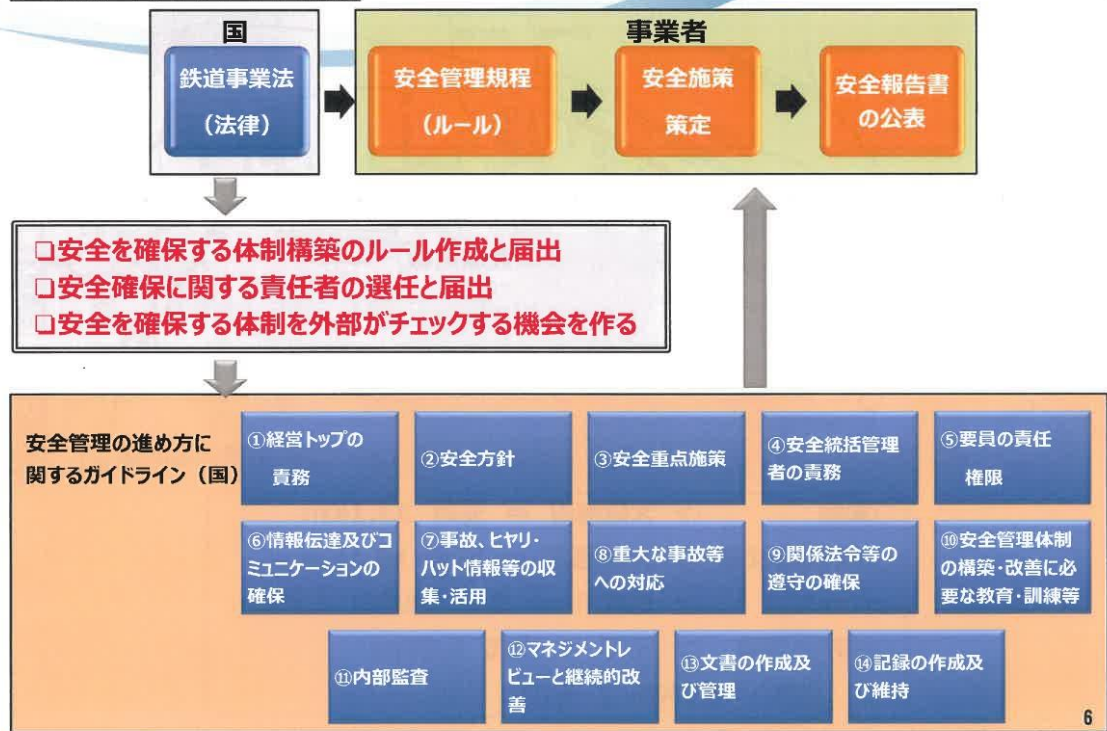 国
事業者
鉄道事業法
（法律）
安全管理規程
（ルール）
安全施策
策定
安全報告書
の公表
□安全を確保する体制構築のルール作成と届出
□安全確保に関する責任者の選任と届出
□安全を確保する体制を外部がチェックする機会を作る
安全管理の進め方に
関するガイドライン（国）
①経営トップの
責務
②安全方針
③安全重点施策
④安全統括管理
者の責務
⑤要員の責任
権限
⑥情報伝達及びコ
ミュニケーションの
確保
⑦事故、ヒヤリ・
ハット情報等の収
集・活用
⑧重大な事故等
への対応
⑨関係法令等の
遵守の確保
⑩安全管理体制
の構築・改善に必
要な教育・訓練等
⑪内部監査
⑫マネジメントレ
ビューと継続的改
善
⑬文書の作成及
び管理
⑭記録の作成及
び維持
6